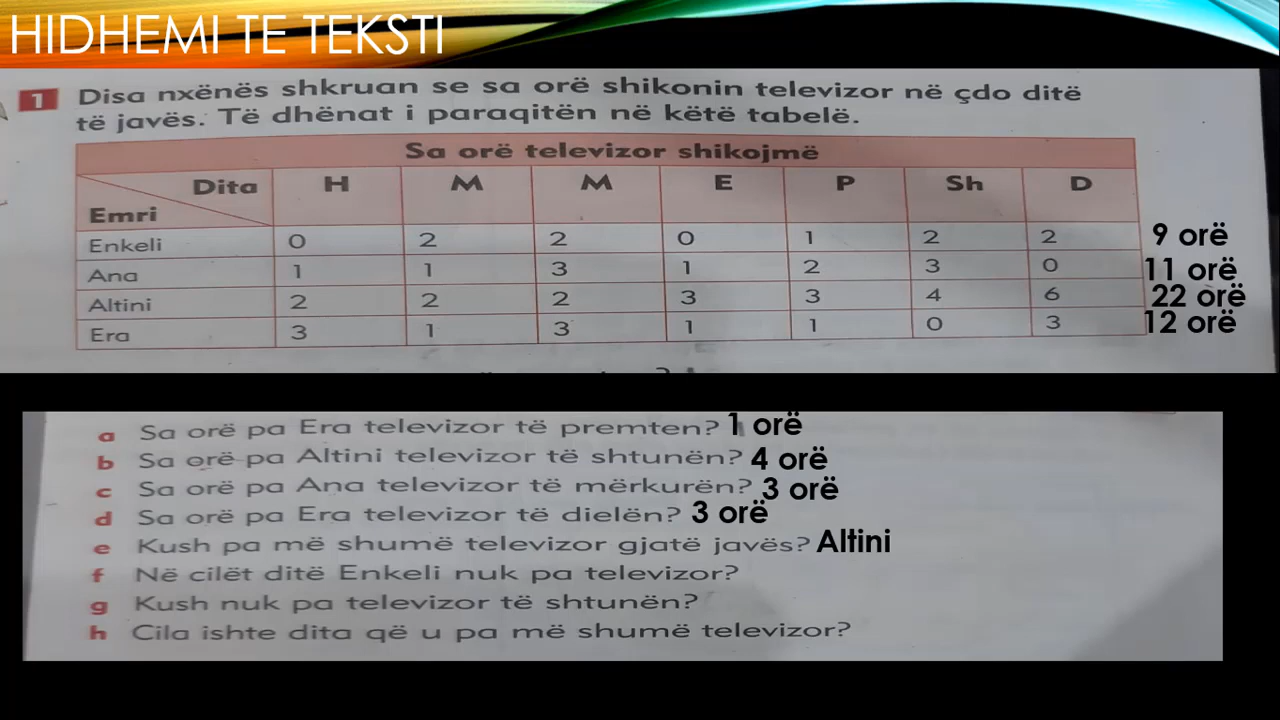 HIDHEMI TE TEKSTI
1 Disa nxënës shkruan se sa orë shikonin televizor në çdo ditë
të javës. Të dhënat i paraqitën në këtë tabelë.
Sa orë televizor shikojmë
Dita H M M E P Sh D
Emri
Enkeli 0 2 2 0 1 2 2 9 orë
Ana 1 1 3 1 2 3 0 11 orë
Altini 2 2 2 3 3 4 6 22 orë
Era 3 1 3 1 1 0 3 12 orë
a Sa orë pa Era televizor të premten? 1 orë
b Sa orë pa Altini televizor të shtunën? 4 orë
c Sa orë pa Ana televizor të mërkurën? 3 orë
d Sa orë pa Era televizor të dielën? 3 orë
e Kush pa më shumë televizor gjatë javës? Altini
f Në cilët ditë Enkeli nuk pa televizor?
g Kush nuk pa televizor të shtunën?
h Cila ishte dita që u pa më shumë televizor?